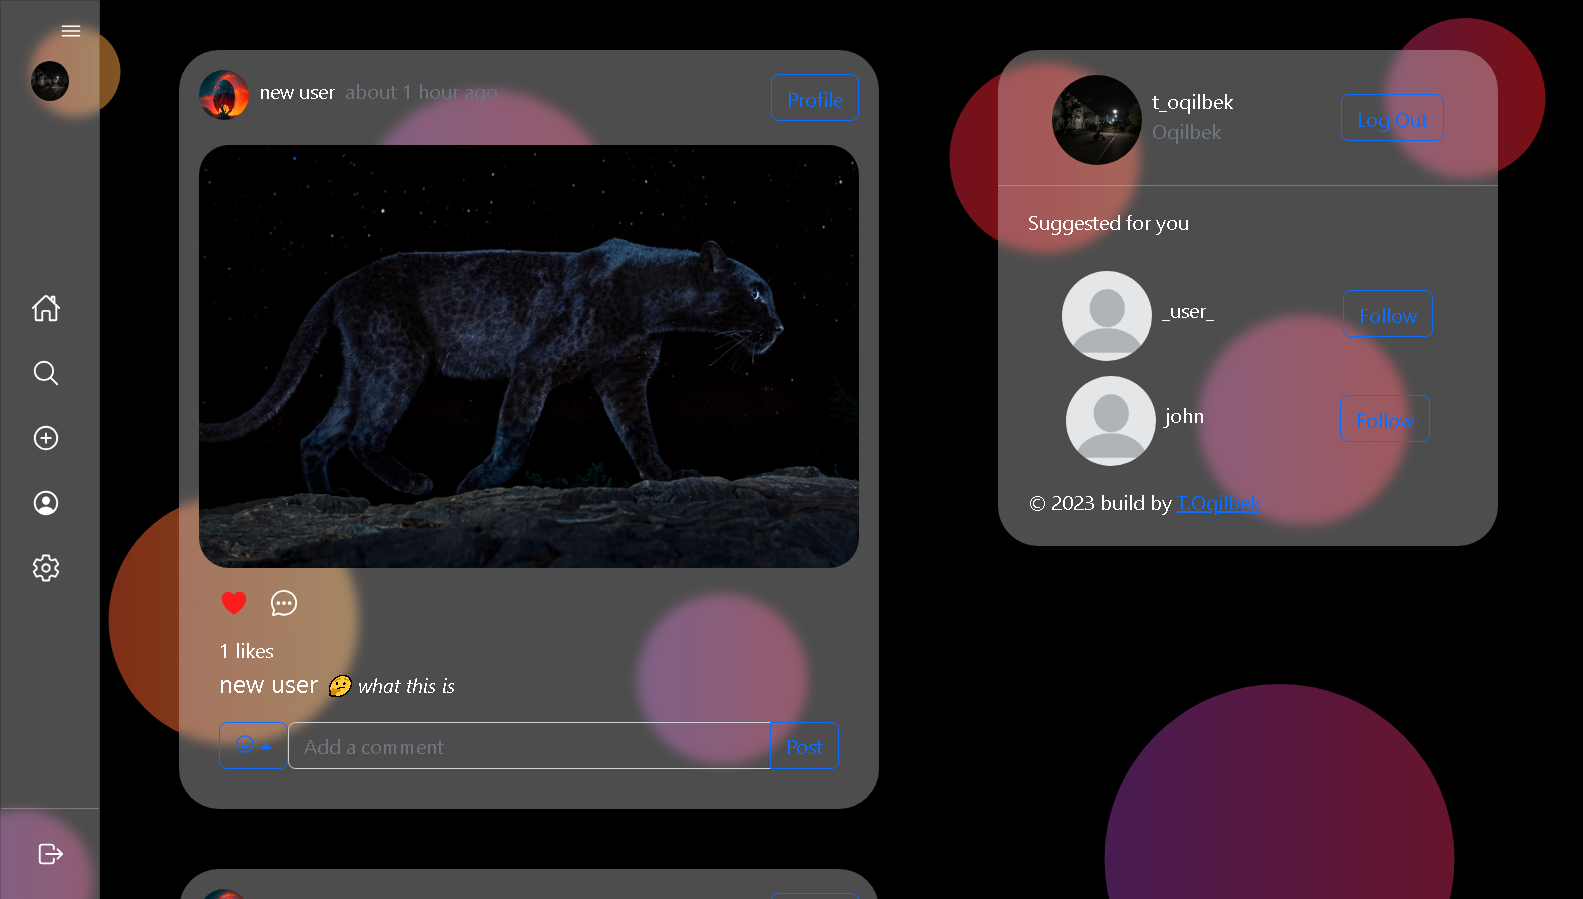 new user about 1 hour ago
Profile
1 likes
new user 🤔 what this is
Add a comment
Post
t_oqilbek
Oqilbek
Log Out
Suggested for you
_user_
Follow
john
Follow
© 2023 build by T.Oqilbek